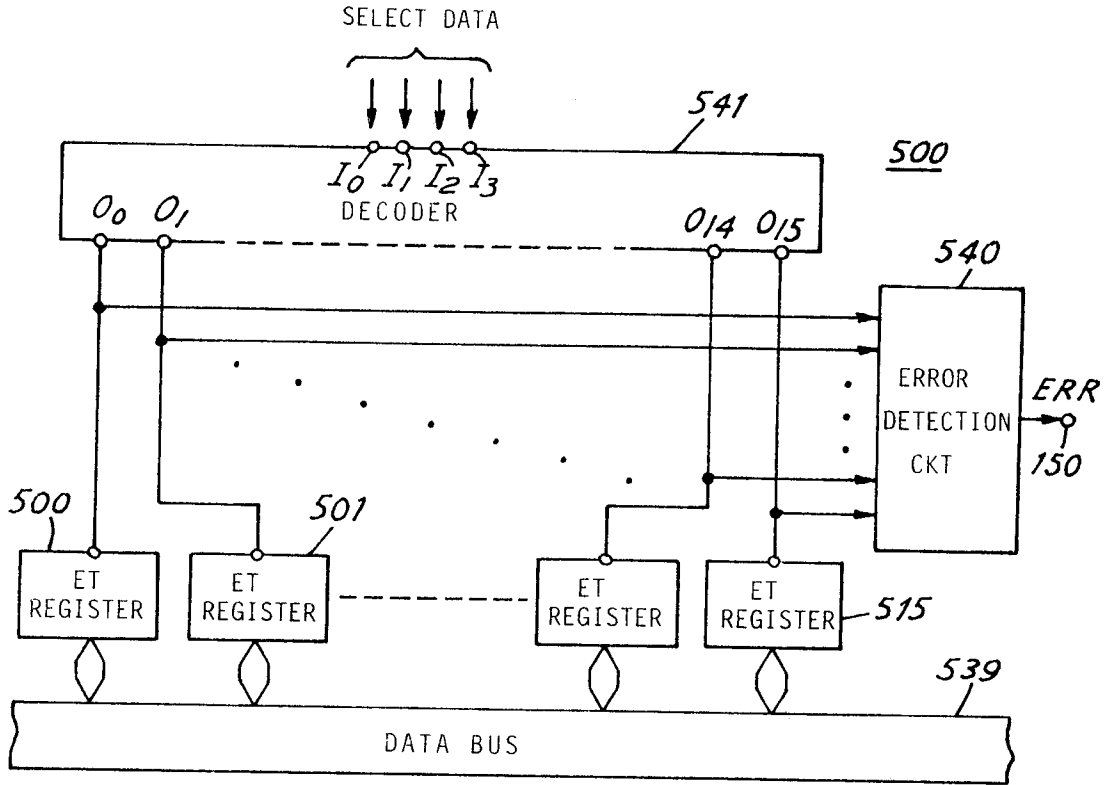 SELECT DATA
541
500
I0 I1 I2 I3
DECODER
O0 O1 O14 O15
540
ERROR
DETECTION
CKT
ERR
150
500
501
ET
REGISTER
ET
REGISTER
ET
REGISTER
ET
REGISTER
515
539
DATA BUS